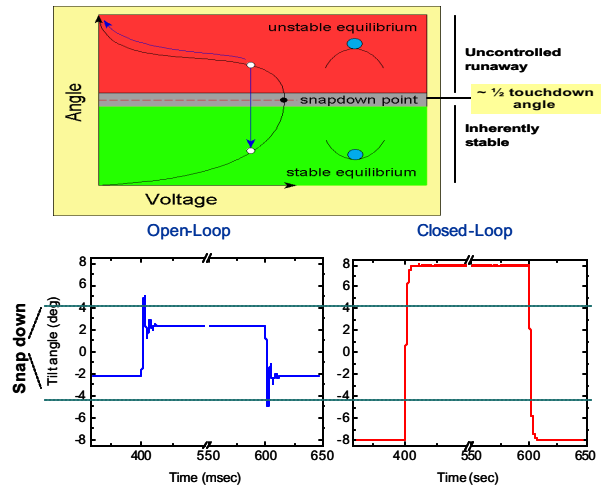 unstable equilibrium
Uncontrolled
runaway
Angle
snapdown point
~ ½ touchdown
angle
Inherently
stable
stable equilibrium
Voltage
Open-Loop
Closed-Loop
Snap down
Tilt angle (deg)
8
6
4
2
0
-2
-4
-6
-8
400
550
600
650
Time (msec)
8
6
4
2
0
-2
-4
-6
-8
400
550
600
650
Time (sec)